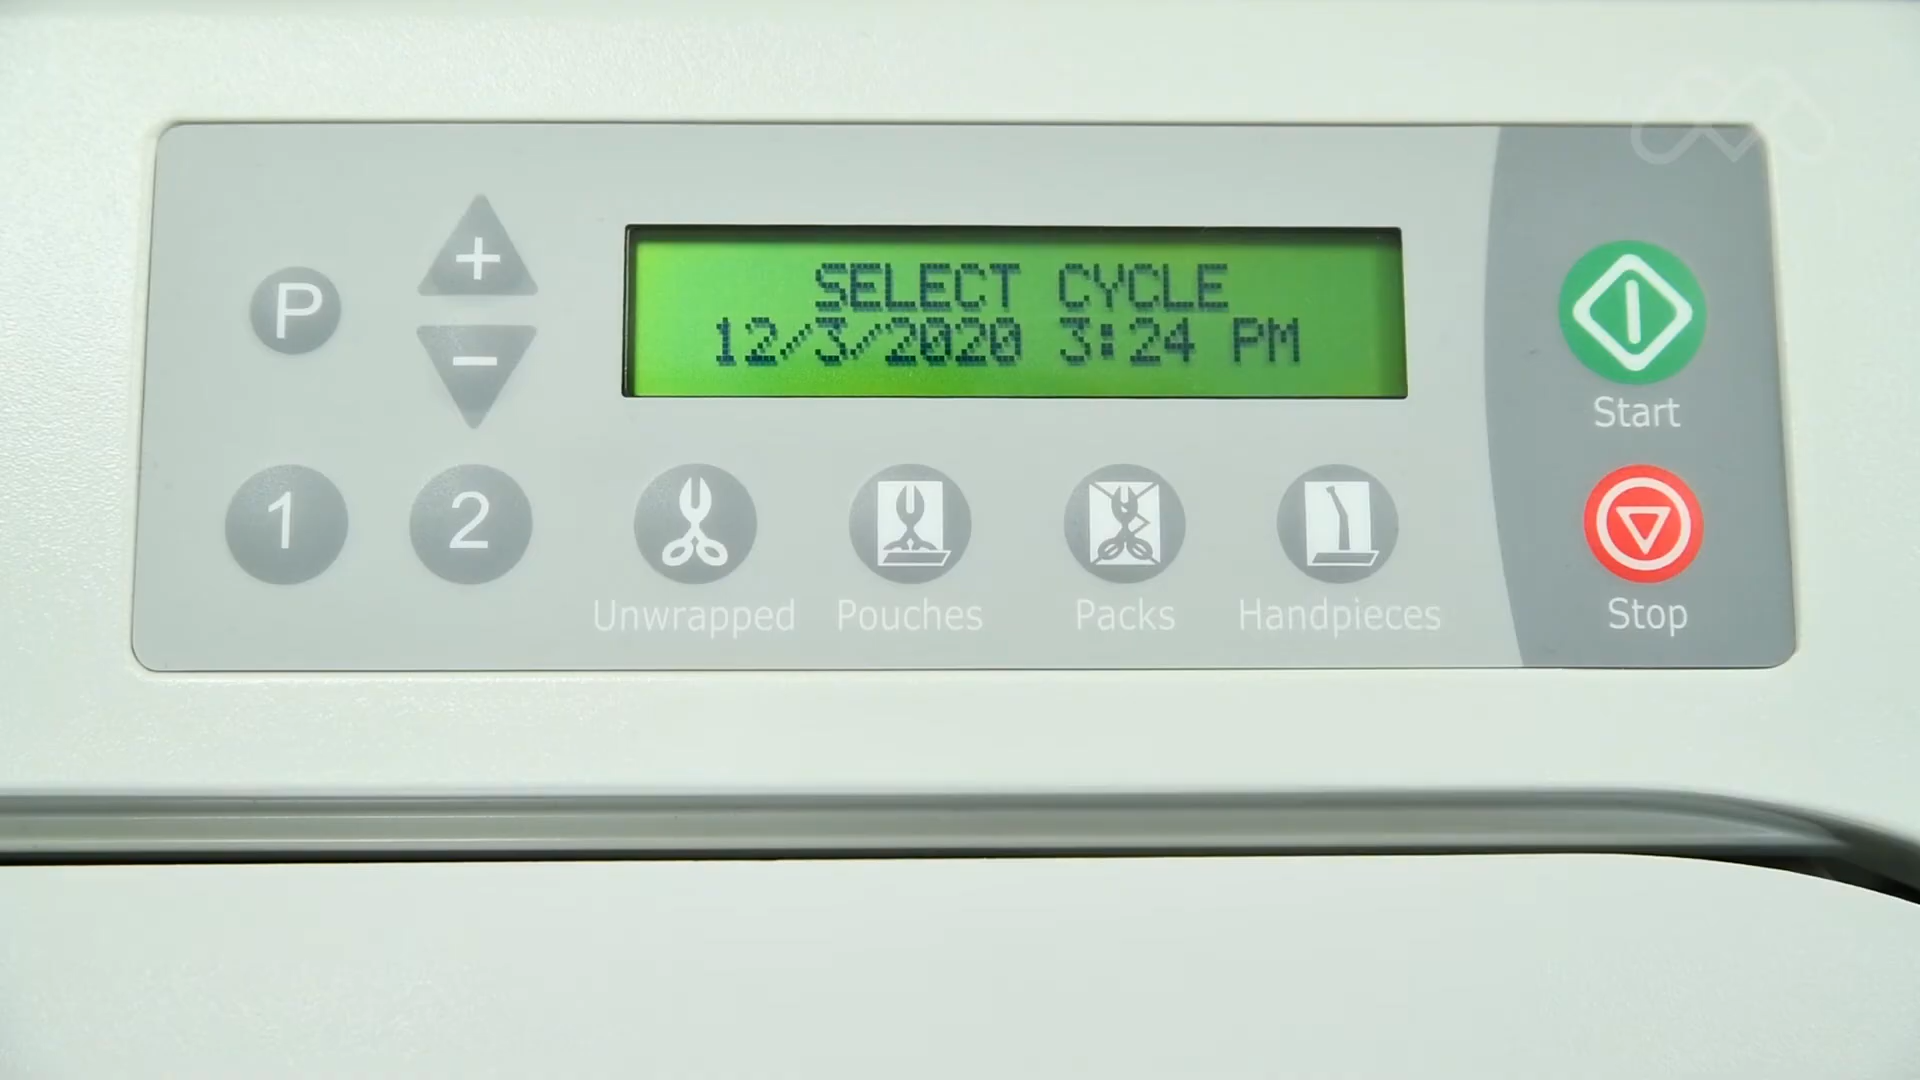 SELECT CYCLE
12/3/2020 3:24 PM
P
+
−
1
2
Unwrapped
Pouches
Packs
Handpieces
Start
Stop